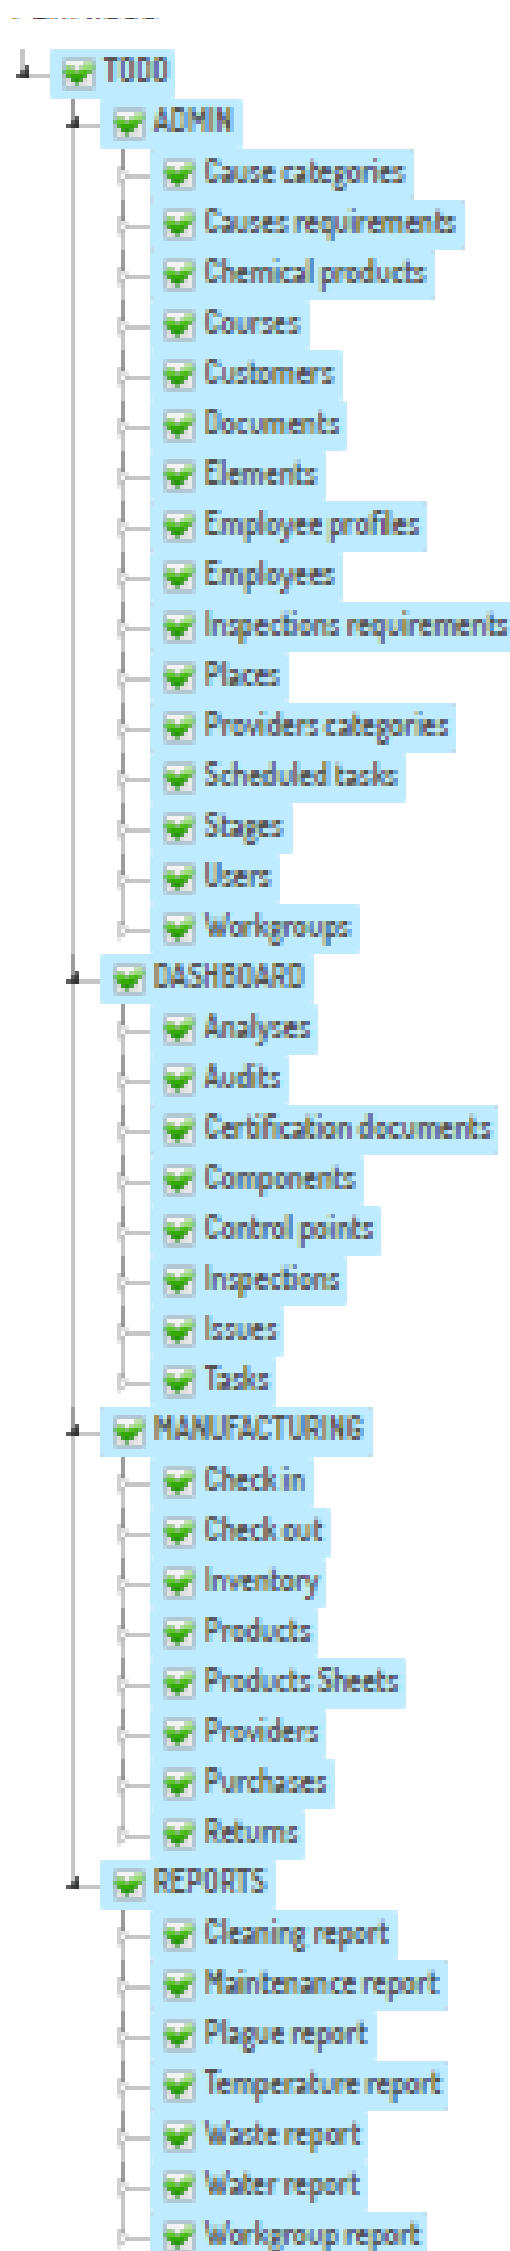 TODO
ADMIN
Cause categories
Causes requirements
Chemical products
Courses
Customers
Documents
Elements
Employee profiles
Employees
Inspections requirements
Places
Providers categories
Scheduled tasks
Stages
Users
Workgroups
DASHBOARD
Analyses
Audits
Certification documents
Components
Control points
Inspections
Issues
Tasks
MANUFACTURING
Check in
Check out
Inventory
Products
Products Sheets
Providers
Purchases
Returns
REPORTS
Cleaning report
Maintenance report
Plague report
Temperature report
Waste report
Water report
Workgroup report